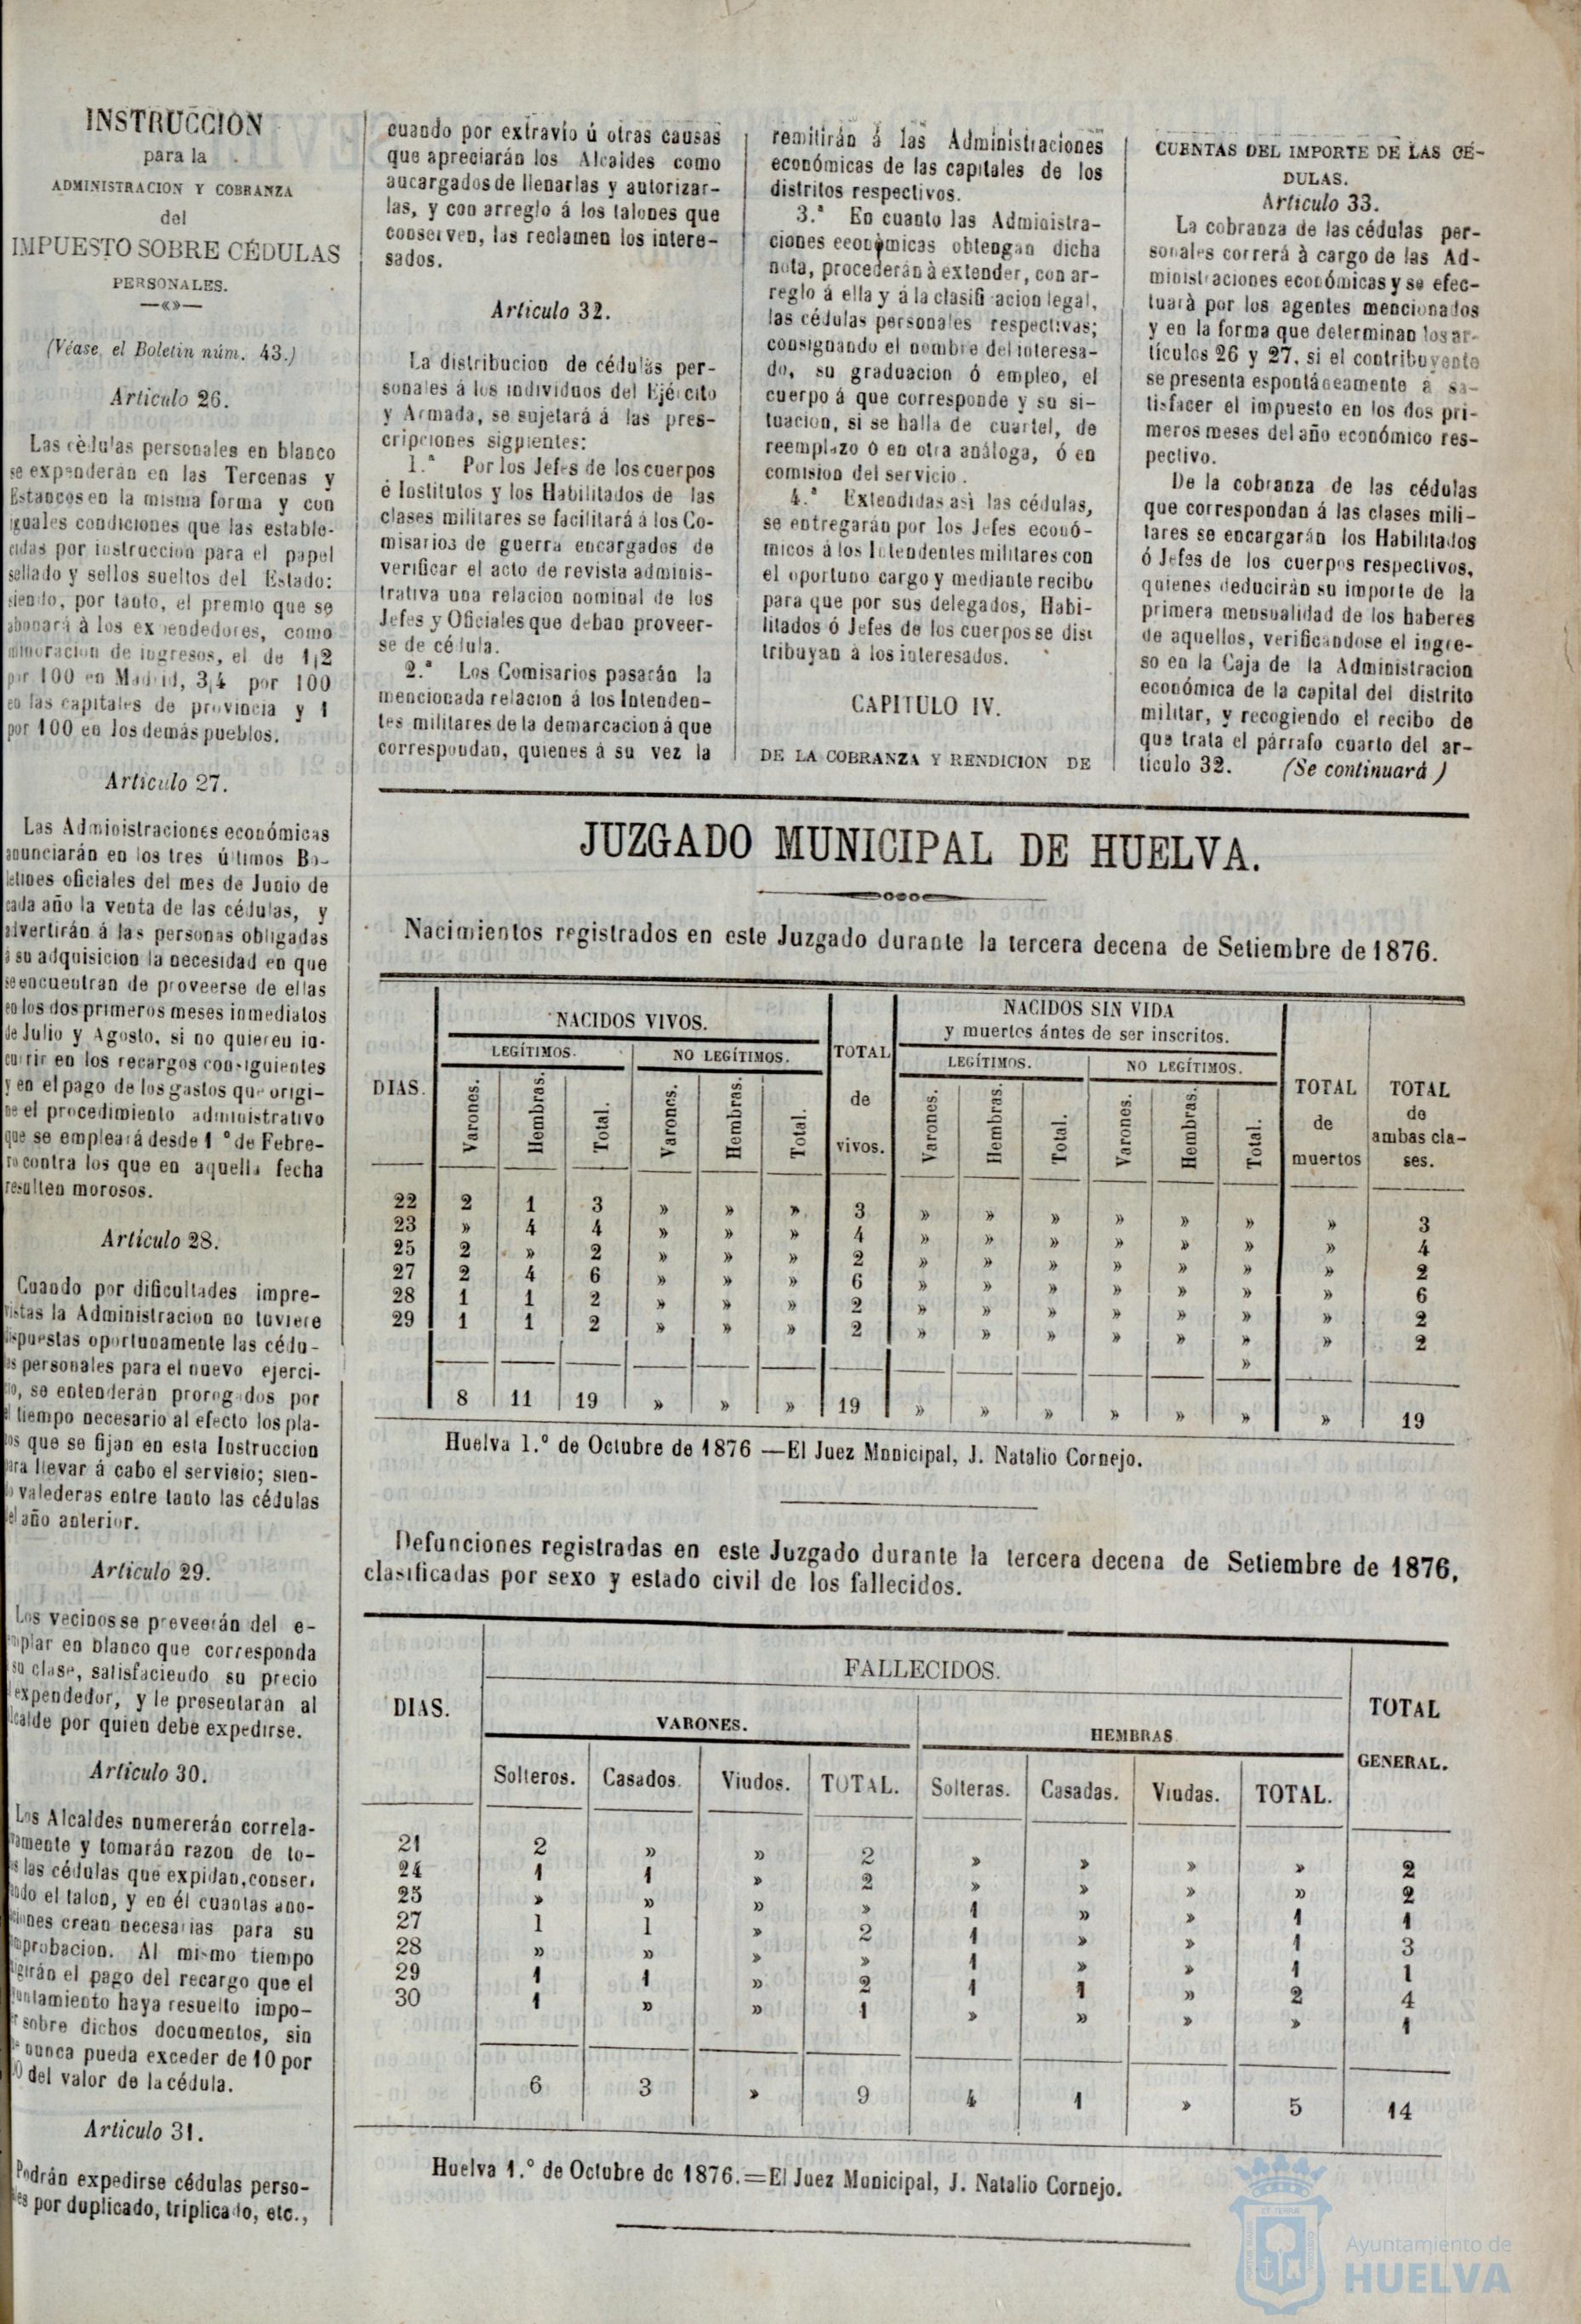 INSTRUCCION
para la
ADMINISTRACION Y COBRANZA
del
IMPUESTO SOBRE CÉDULAS
PERSONALES.
—«»—
(Véase el Boletin núm. 43.)
Articulo 26.
Las cèdulas personales en blanco
se expenderán en las Tercenas y
Estancos en la misma forma y con
iguales condiciones que las estable-
cidas por instruccion para el papel
sellado y sellos sueltos del Estado:
siendo, por tanto, el premio que se
abonará à los expendedores, como
minoracion de ingresos, el de 1,2
por 100 en Madrid, 3,4 por 100
en las capitales de provincia y 1
por 100 en los demás pueblos.
Articulo 27.
Las Administraciones económicas
anunciarán en los tres últimos Bo-
letines oficiales del mes de Junio de
cada año la venta de las cédulas, y
advertirán á las personas obligadas
á su adquisicion la necesidad en que
se encuentran de proveerse de ellas
en los dos primeros meses inmediatos
de Julio y Agosto, si no quieren in-
currir en los recargos consiguientes
y en el pago de los gastos que origi-
ne el procedimiento administrativo
que se empleará desde 1.º de Febre-
ro contra los que en aquella fecha
resulten morosos.
Articulo 28.
Cuando por dificultades impre-
vistas la Administracion no tuviere
dispuestas oportunamente las cédu-
las personales para el nuevo ejerci-
cio, se entenderán prorogados por
el tiempo necesario al efecto los pla-
zos que se fijan en esta Instruccion
para llevar á cabo el servicio; sien-
do valederas entre tanto las cédulas
del año anterior.
Articulo 29.
Los vecinos se proveerán del e-
mplar en blanco que corresponda
su clase, satisfaciendo su precio
expendedor, y le presentarán al
lcalde por quien debe expedirse.
Articulo 30.
Los Alcaldes numererán correla-
vamente y tomarán razon de to-
as las cédulas que expidan, conser,
ando el talon, y en él cuantas ano-
ciones crean necesarias para su
mprobacion. Al mismo tiempo
igirán el pago del recargo que el
untamiento haya resuelto impo-
r sobre dichos documentos, sin
e nunca pueda exceder de 10 por
0 del valor de la cédula.
Articulo 31.
Podrán expedirse cédulas perso-
les por duplicado, triplicado, etc.,
cuando por extravío ú otras causas
que apreciarán los Alcaldes como
aucargados de llenarlas y autorizar-
las, y con arreglo á los talones que
conserven, las reclamen los intere-
sados.
Articulo 32.
La distribucion de cédulas per-
sonales á los individuos del Ejército
y Armada, se sujetará á las pres-
cripciones sigpientes:
1.ª Por los Jefes de los cuerpos
é Institutos y los Habilitados de las
clases militares se facilitará á los Co-
misarios de guerra encargados de
verificar el acto de revista adminis-
trativa una relacion nominal de los
Jefes y Oficiales que deban proveer-
se de cédula.
2.ª Los Comisarios pasarán la
mencionada relacion á los Intenden-
tes militares de la demarcacion á que
correspondan, quienes á su vez la
remitirán á las Administraciones
económicas de las capitales de los
distritos respectivos.
3.ª En cuanto las Administra-
ciones eeonómicas obtengan dicha
nota, procederán à extender, con ar-
reglo á ella y á la clasifi acion legal,
las cédulas personales respectivas;
consignando el nombre del interesa-
do, su graduacion ó empleo, el
cuerpo á que corresponde y su si-
tuacion, si se halla de cuartel, de
reemplazo ó en otra análoga, ó en
comision del servicio.
4.ª Extendidas asì las cédulas,
se entregarán por los Jefes econó-
micos á los Intendentes militares con
el oportuno cargo y mediante recibo
para que por sus delegados, Habi-
litados ó Jefes de los cuerpos se dist
tribuyan à los interesados.
CAPITULO IV.
DE LA COBRANZA Y RENDICION DE
CUENTAS DEL IMPORTE DE LAS CÉ-
DULAS.
Articulo 33.
La cobranza de las cédulas per-
sonales correrá à cargo de las Ad-
ministraciones económicas y se efec-
tuará por los agentes mencionados
y en la forma que determinan los ar-
tículos 26 y 27, si el contribuyente
se presenta espontáneamente á sa-
tisfacer el impuesto en los dos pri-
meros meses del año económico res-
pectivo.
De la cobranza de las cédulas
que correspondan á las clases mili-
tares se encargarán los Habilitados
ó Jefes de los cuerpos respectivos,
quienes deducirán su importe de la
primera mensualidad de los haberes
de aquellos, verificándose el ingre-
so en la Caja de la Administracion
económica de la capital del distrito
militar, y recogiendo el recibo de
que trata el párrafo cuarto del ar-
tículo 32. (Se continuará)
JUZGADO MUNICIPAL DE HUELVA.
Nacimientos registrados en este Juzgado durante la tercera decena de Setiembre de 1876.
DIAS. NACIDOS VIVOS. TOTAL de vivos. NACIDOS SIN VIDA y muertos ántes de ser inscritos. TOTAL de muertos TOTAL de ambas cla-ses.
LEGÍTIMOS. NO LEGÍTIMOS. LEGÍTIMOS. NO LEGÍTIMOS.
Varones. Hembras. Total. Varones. Hembras. Total. Varones. Hembras. Total. Varones. Hembras. Total.
22 2 1 3 » » » 3 » » » » » » » 3
23 » 4 4 » » » 4 » » » » » » » 4
25 2 » 2 » » » 2 » » » » » » » 2
27 2 4 6 » » » 6 » » » » » » » 6
28 1 1 2 » » » 2 » » » » » » » 2
29 1 1 2 » » » 2 » » » » » » » 2
»
8 11 19 » » » 19 » » » » » » » 19
Huelva 1.º de Octubre de 1876 —El Juez Mnnicipal, J. Natalio Cornejo.
Defunciones registradas en este Juzgado durante la tercera decena de Setiembre de 1876,
clasificadas por sexo y estado civil de los fallecidos.
DIAS. FALLECIDOS. TOTAL GENERAL.
VARONES. HEMBRAS
Solteros. Casados. Viudos. TOTAL. Solteras. Casadas. Viudas. TOTAL.
21 2 » » 2 » » » » 2
24 1 1 » 2 » » » » 2
25 » » » » 1 » » 1 1
27 1 1 » 2 1 » » 1 3
28 » » » » 1 » » 1 1
29 1 1 » 2 1 1 » 2 4
30 1 » » 1 » » » » 1
6 3 » 9 4 1 » 5 14
Huelva 1.º de Octubre de 1876.=El Juez Municipal, J. Natalio Cornejo.
Ayuntamiento de
HUELVA